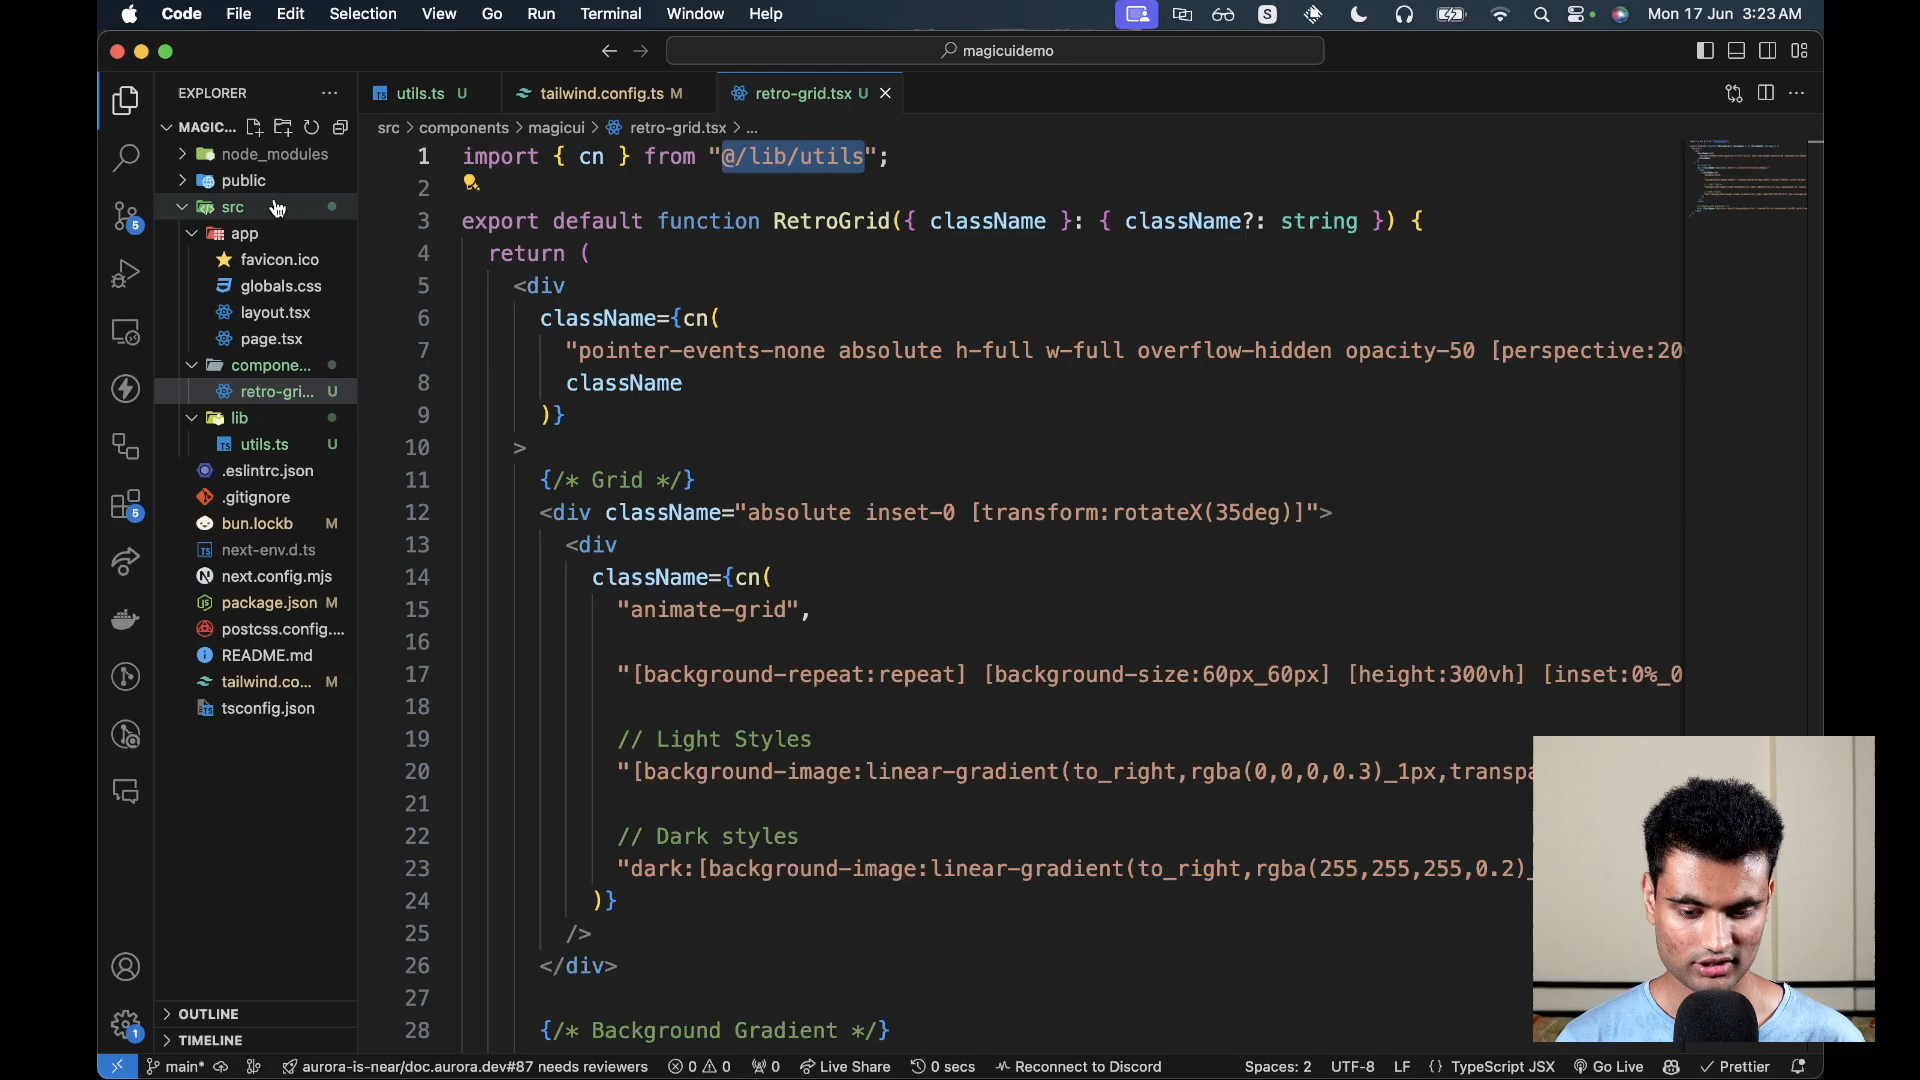 Code File Edit Selection View Go Run Terminal Window Help S Mon 17 Jun 3:23 AM
magicuidemo
EXPLORER
utils.ts U
tailwind.config.ts M
retro-grid.tsx U
MAGIC...
src > components > magicui > retro-grid.tsx > ...
node_modules
public
src
app
favicon.ico
globals.css
layout.tsx
page.tsx
compone...
retro-gri... U
lib
TS utils.ts U
.eslintrc.json
.gitignore
bun.lockb M
TS next-env.d.ts
N next.config.mjs
package.json M
postcss.config....
README.md
tailwind.co... M
tsconfig.json
OUTLINE
TIMELINE
5
5
1
1 import { cn } from "@/lib/utils";
2
3 export default function RetroGrid({ className }: { className?: string }) {
4 return (
5 <div
6 className={cn(
7 "pointer-events-none absolute h-full w-full overflow-hidden opacity-50 [perspective:20
8 className
9 )}
10 >
11 {/* Grid */}
12 <div className="absolute inset-0 [transform:rotateX(35deg)]">
13 <div
14 className={cn(
15 "animate-grid",
16
17 "[background-repeat:repeat] [background-size:60px_60px] [height:300vh] [inset:0%_0
18
19 // Light Styles
20 "[background-image:linear-gradient(to_right,rgba(0,0,0,0.3)_1px,transpa
21
22 // Dark styles
23 "dark:[background-image:linear-gradient(to_right,rgba(255,255,255,0.2)_
24 )}
25 />
26 </div>
27
28 {/* Background Gradient */}
main* aurora-is-near/doc.aurora.dev#87 needs reviewers 0 0 0 Live Share 0 secs Reconnect to Discord Spaces: 2 UTF-8 LF {} TypeScript JSX Go Live Prettier